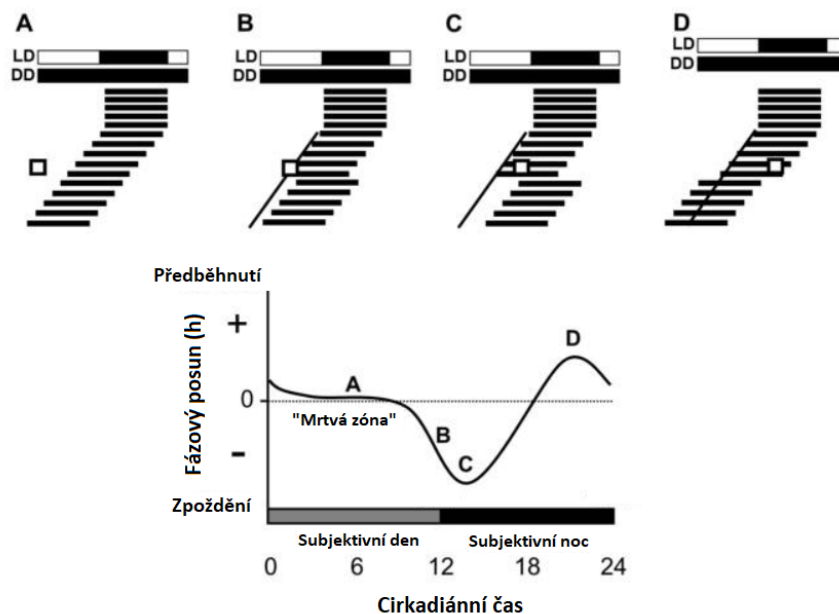 A
B
C
D
LD
DD
LD
DD
LD
DD
LD
DD
Předběhnutí
Fázový posun (h)
+
0
-
A
"Mrtvá zóna"
B
C
D
Zpoždění
Subjektivní den
Subjektivní noc
0 6 12 18 24
Cirkadiánní čas